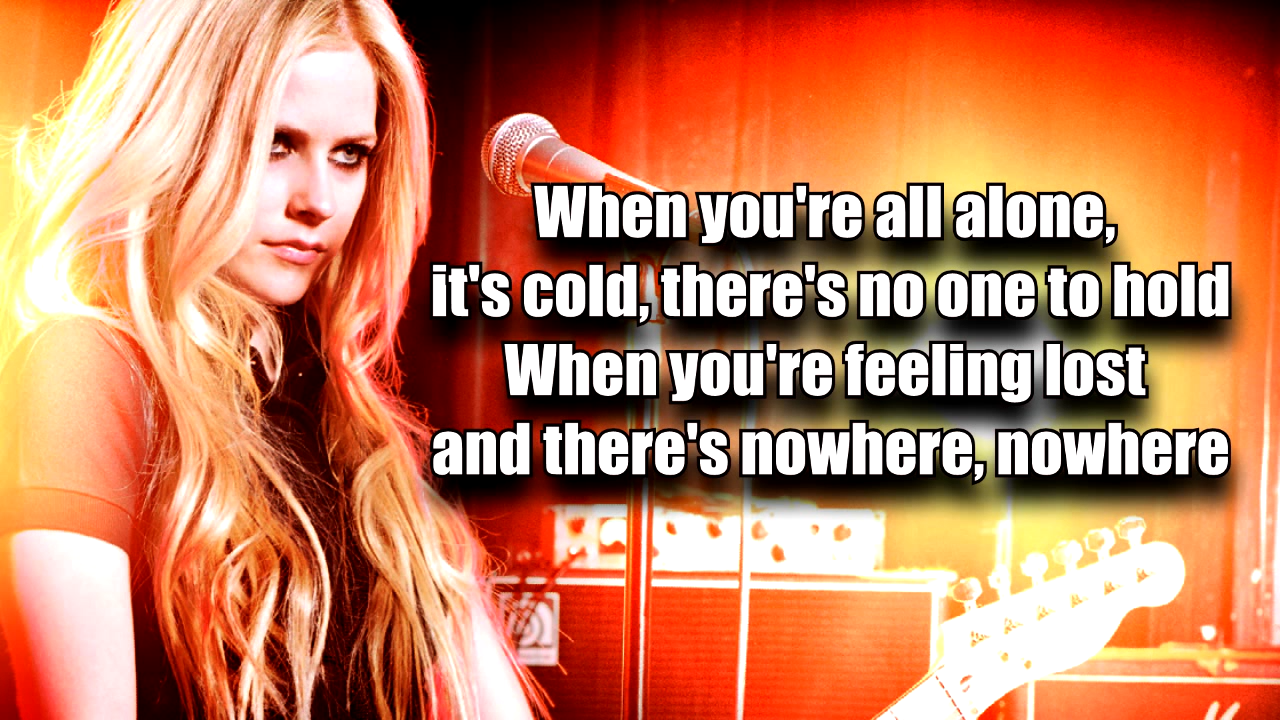 When you're all alone,
it's cold, there's no one to hold
When you're feeling lost
and there's nowhere, nowhere